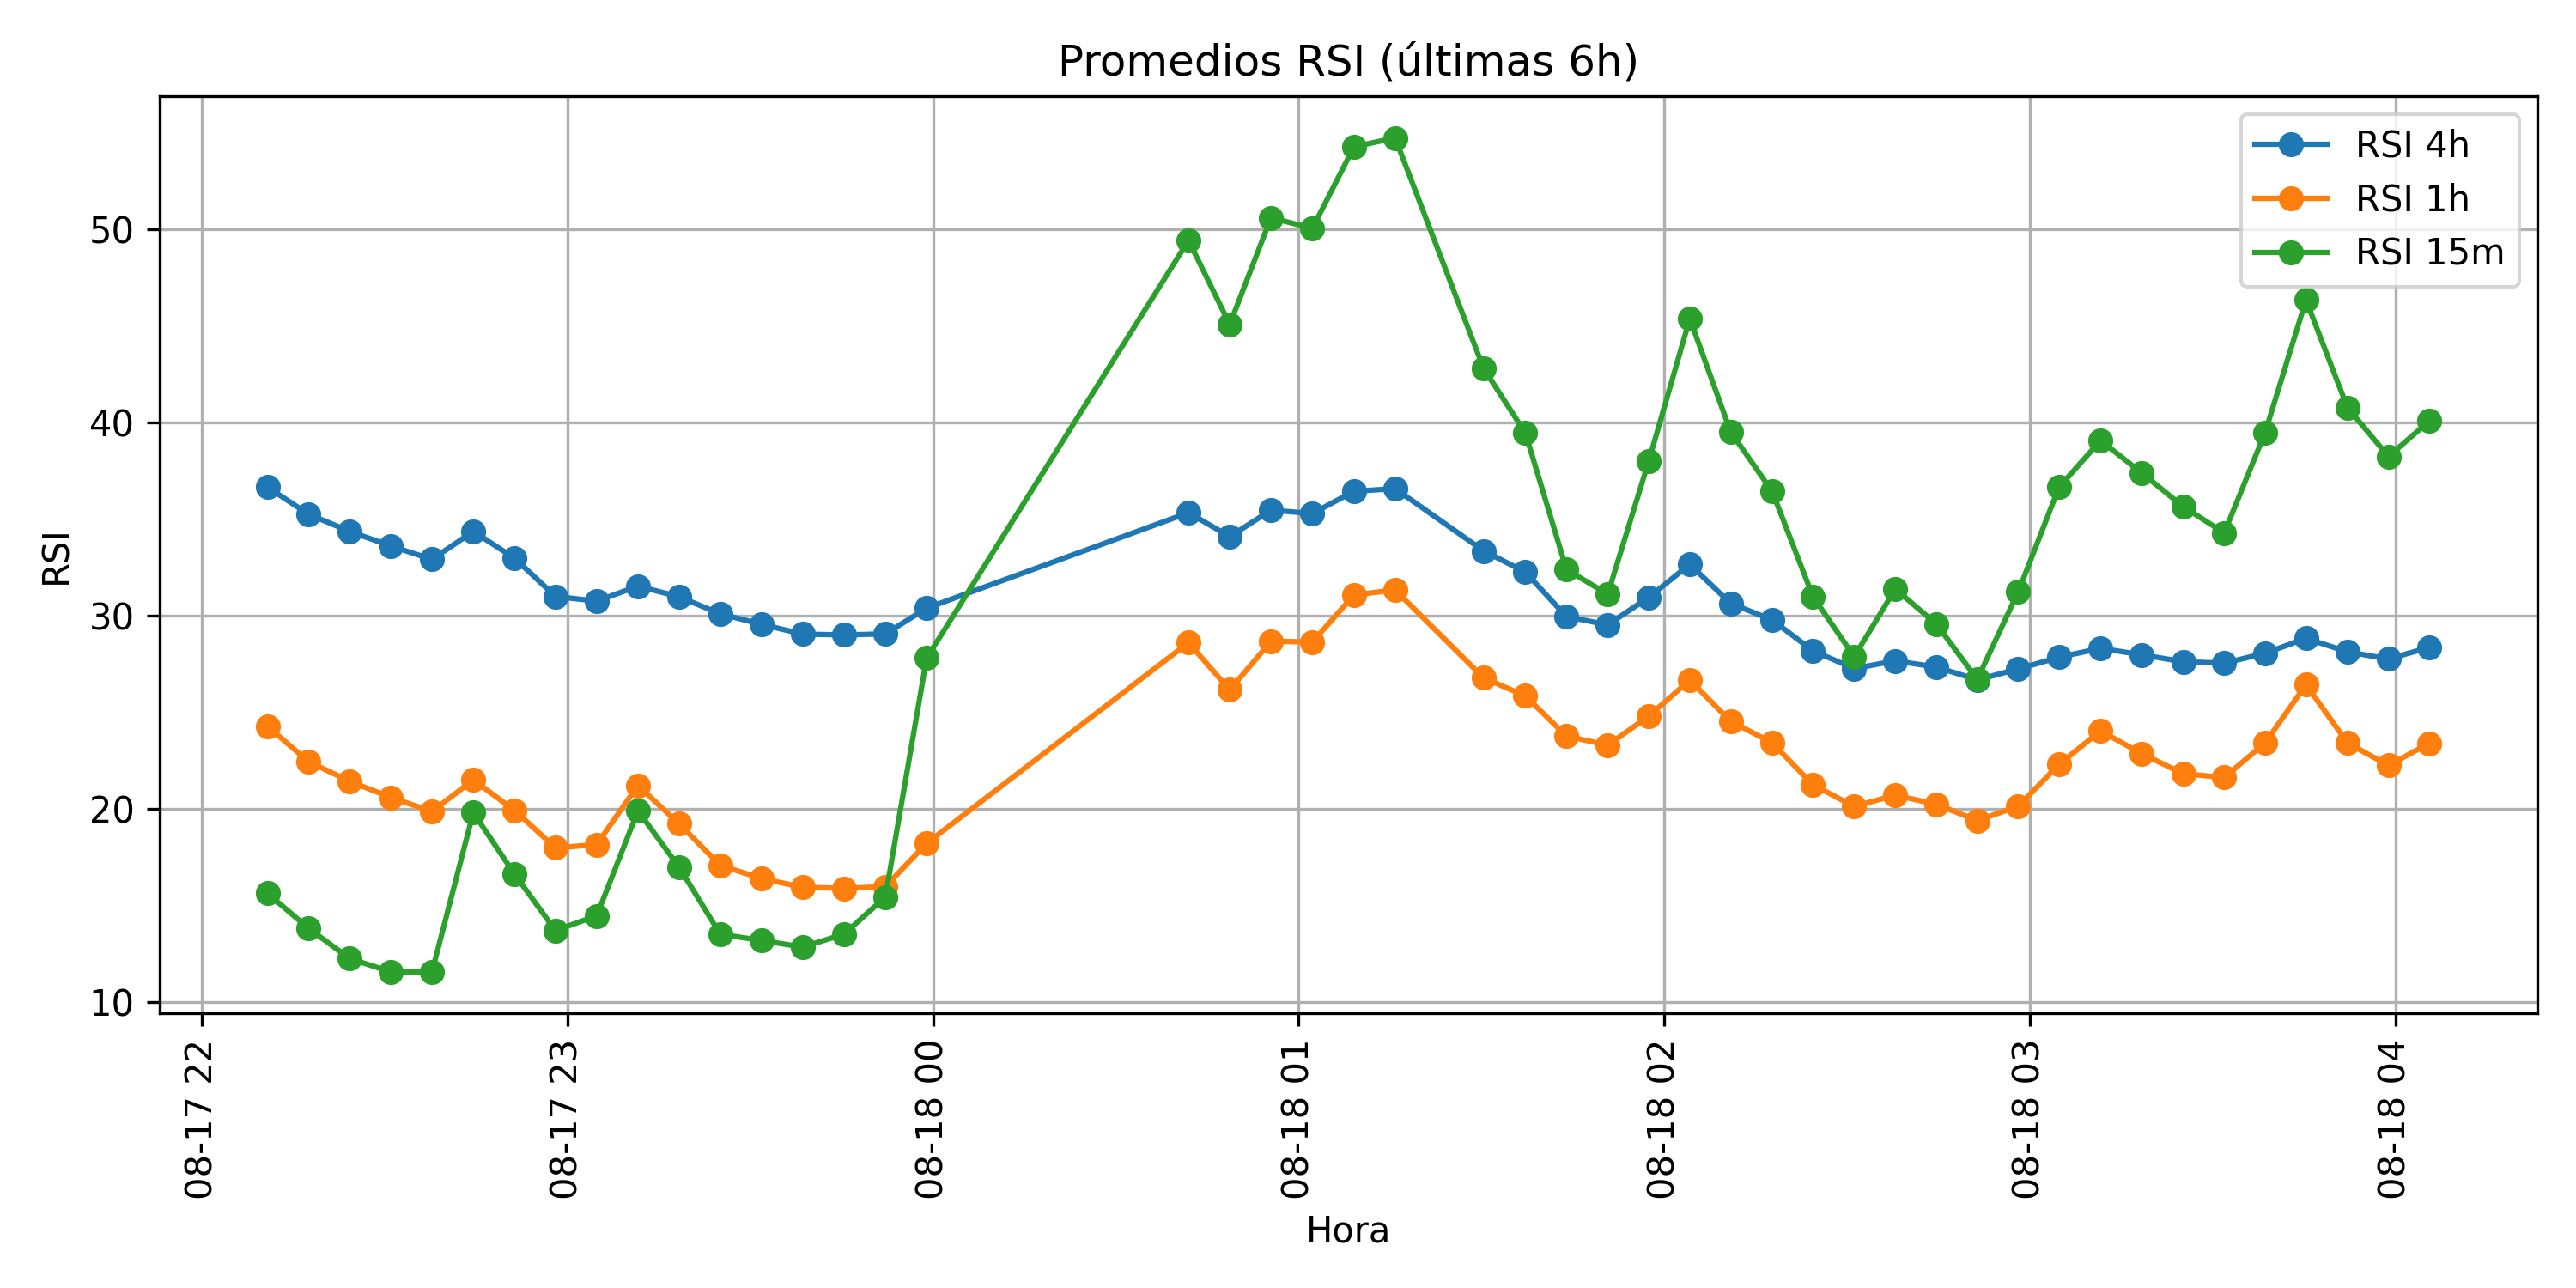 Promedios RSI (últimas 6h)
RSI 4h
RSI 1h
RSI 15m
RSI
50
40
30
20
10
08-17 22
08-17 23
08-18 00
08-18 01
08-18 02
08-18 03
08-18 04
Hora